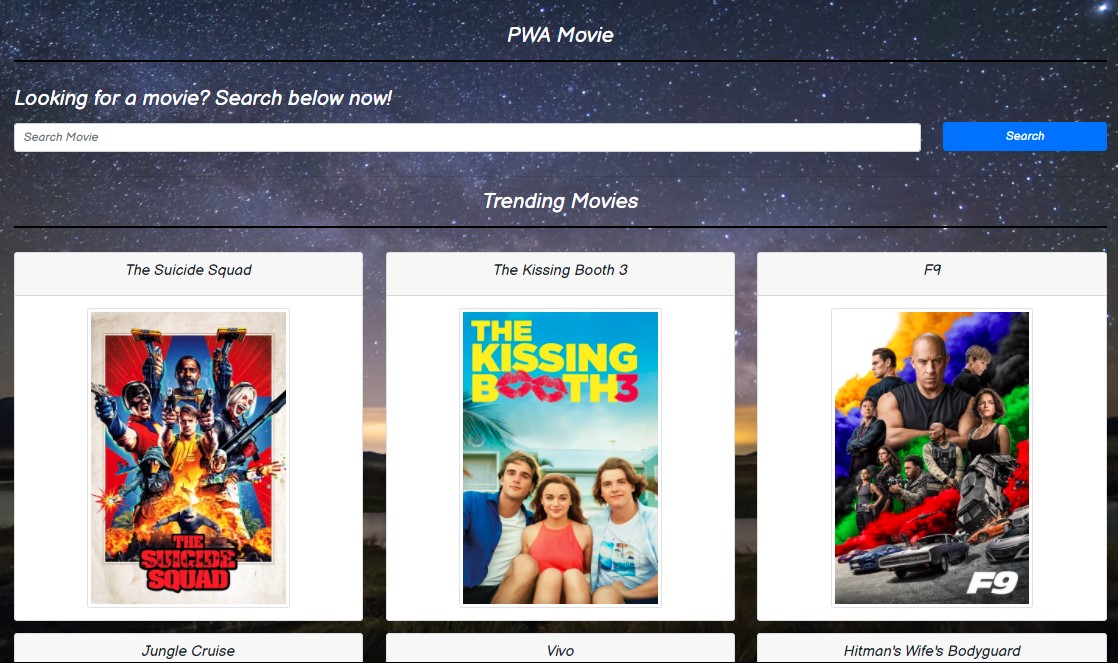 PWA Movie
Looking for a movie? Search below now!
Search Movie
Search
Trending Movies
The Suicide Squad
The Kissing Booth 3
F9
THE
SUICIDE
SQUAD
THE
KISSING
BOOTH3
F9
Jungle Cruise
Vivo
Hitman's Wife's Bodyguard